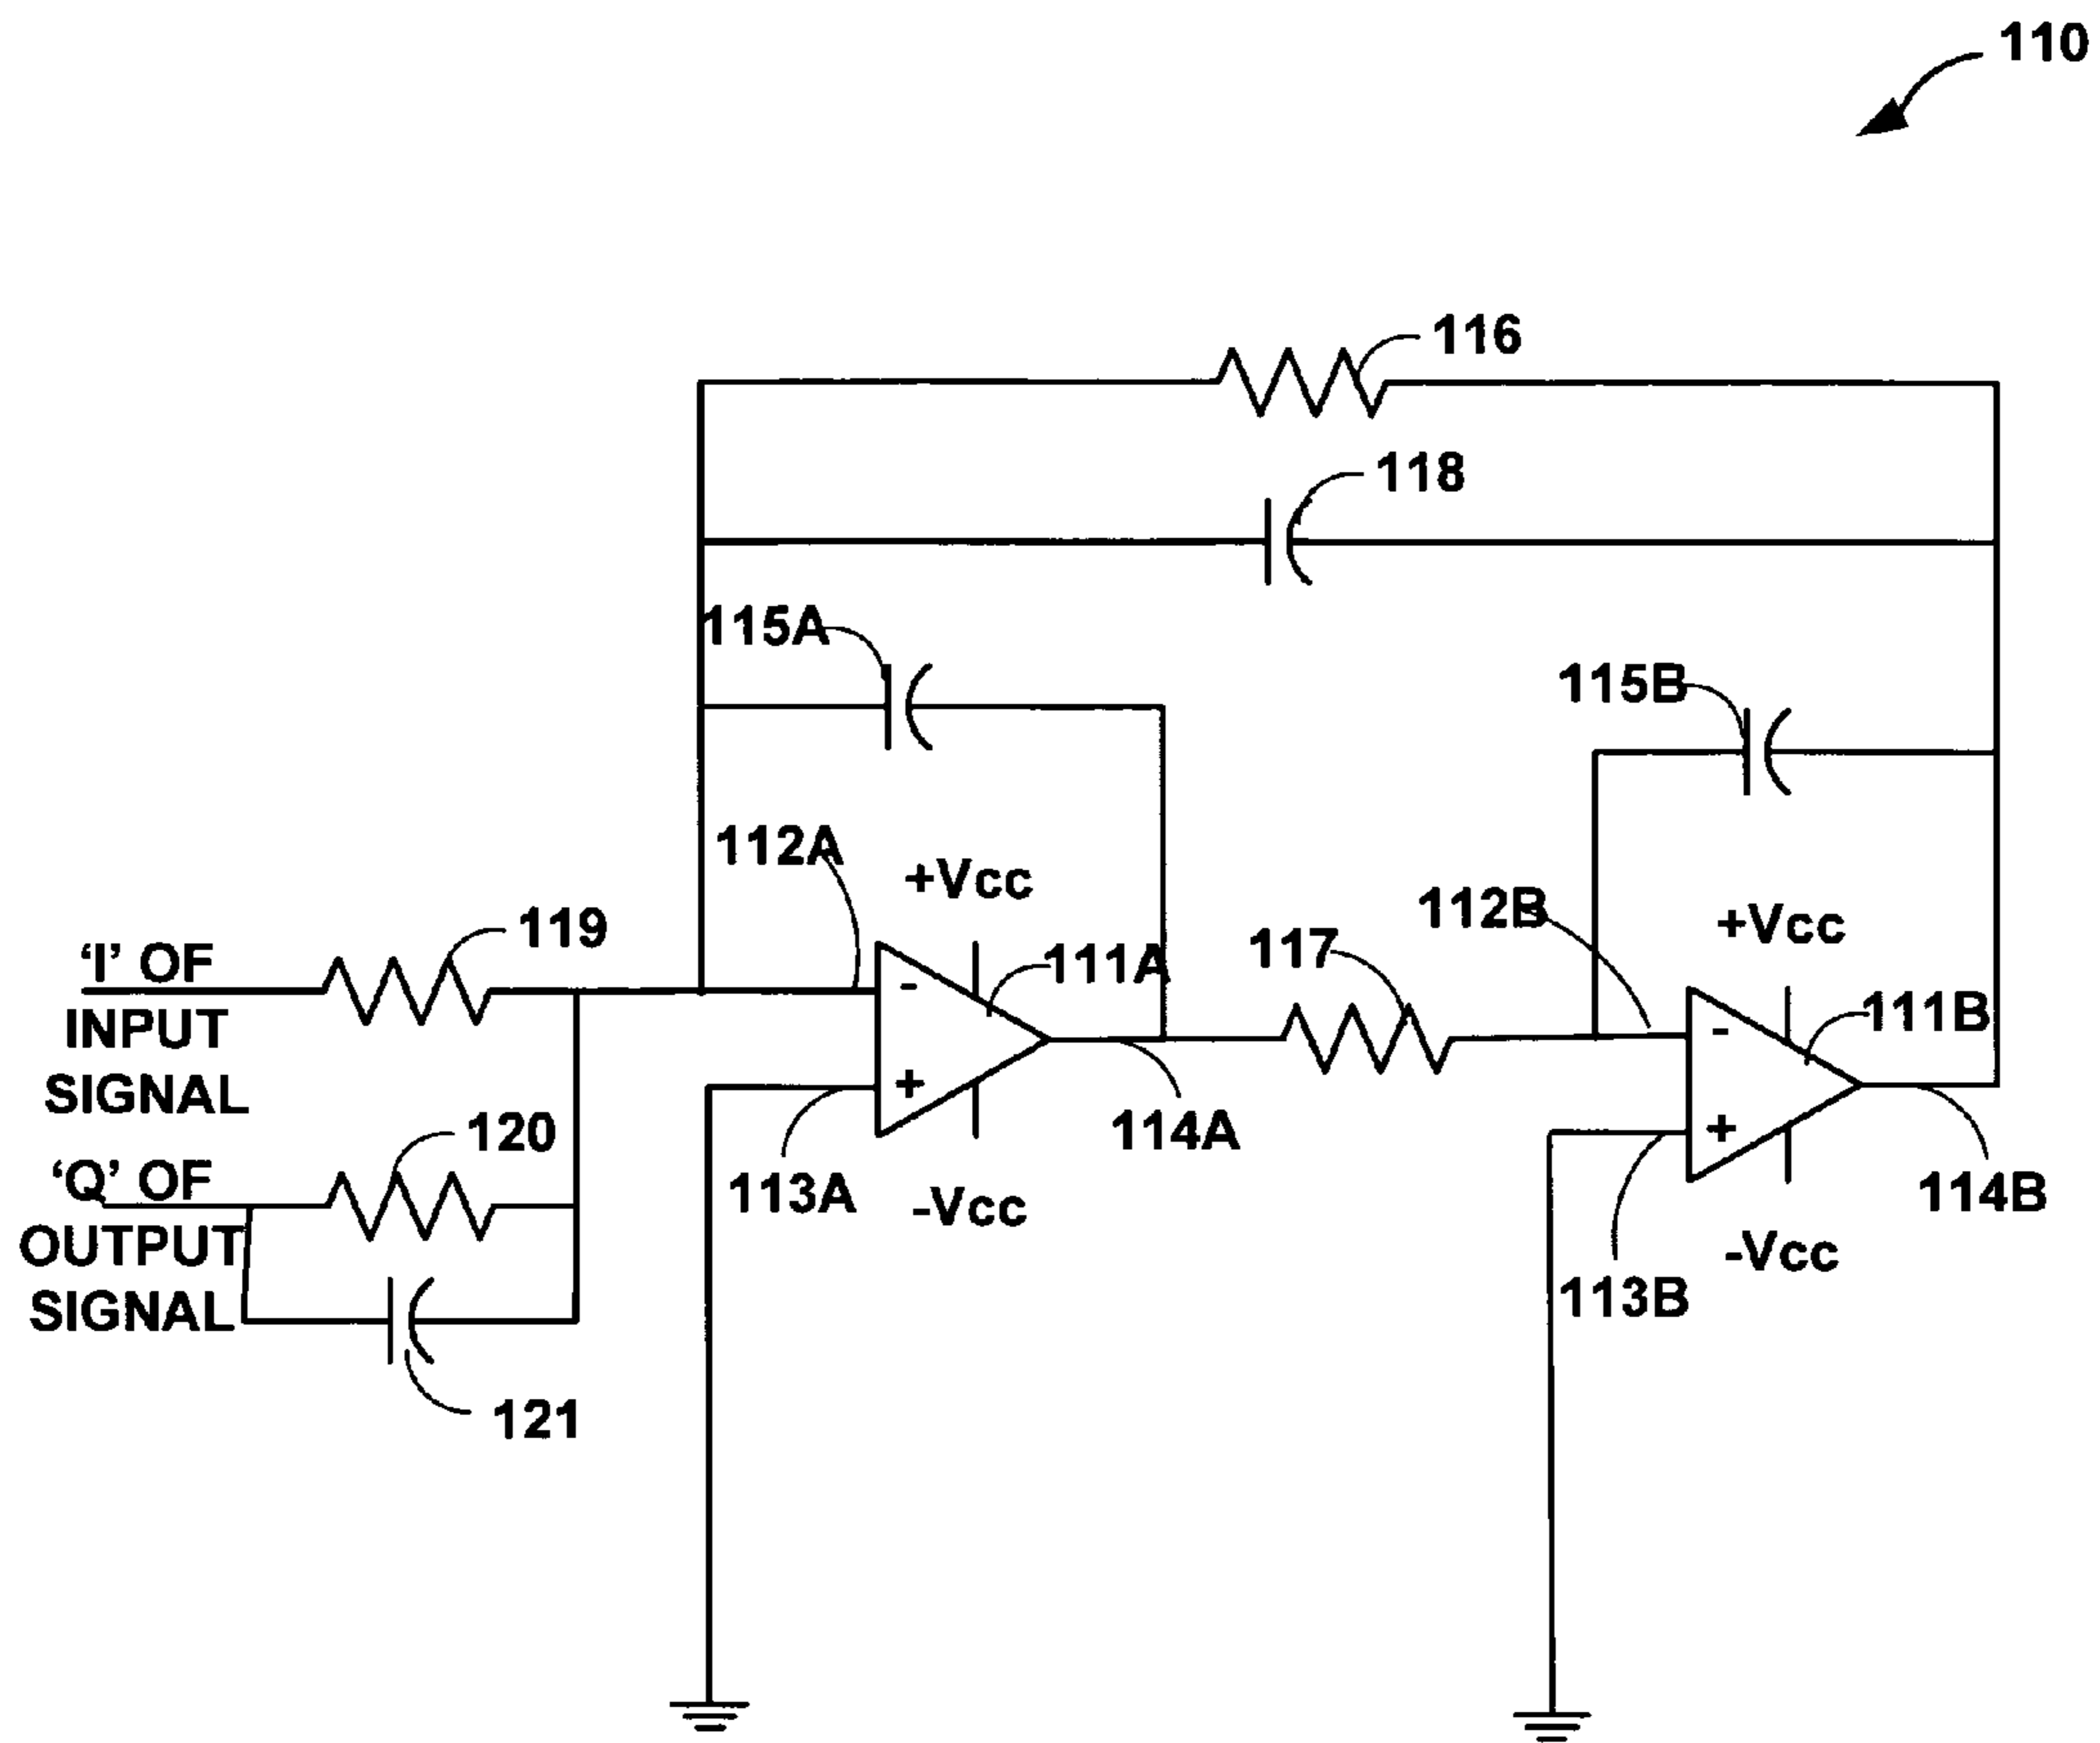 110
116
118
115A
115B
112A
+Vcc
112B
+Vcc
119
117
111A
111B
'I' OF
INPUT
SIGNAL
-
+
-
+
120
114A
113A
-Vcc
114B
'Q' OF
OUTPUT
SIGNAL
-Vcc
113B
121